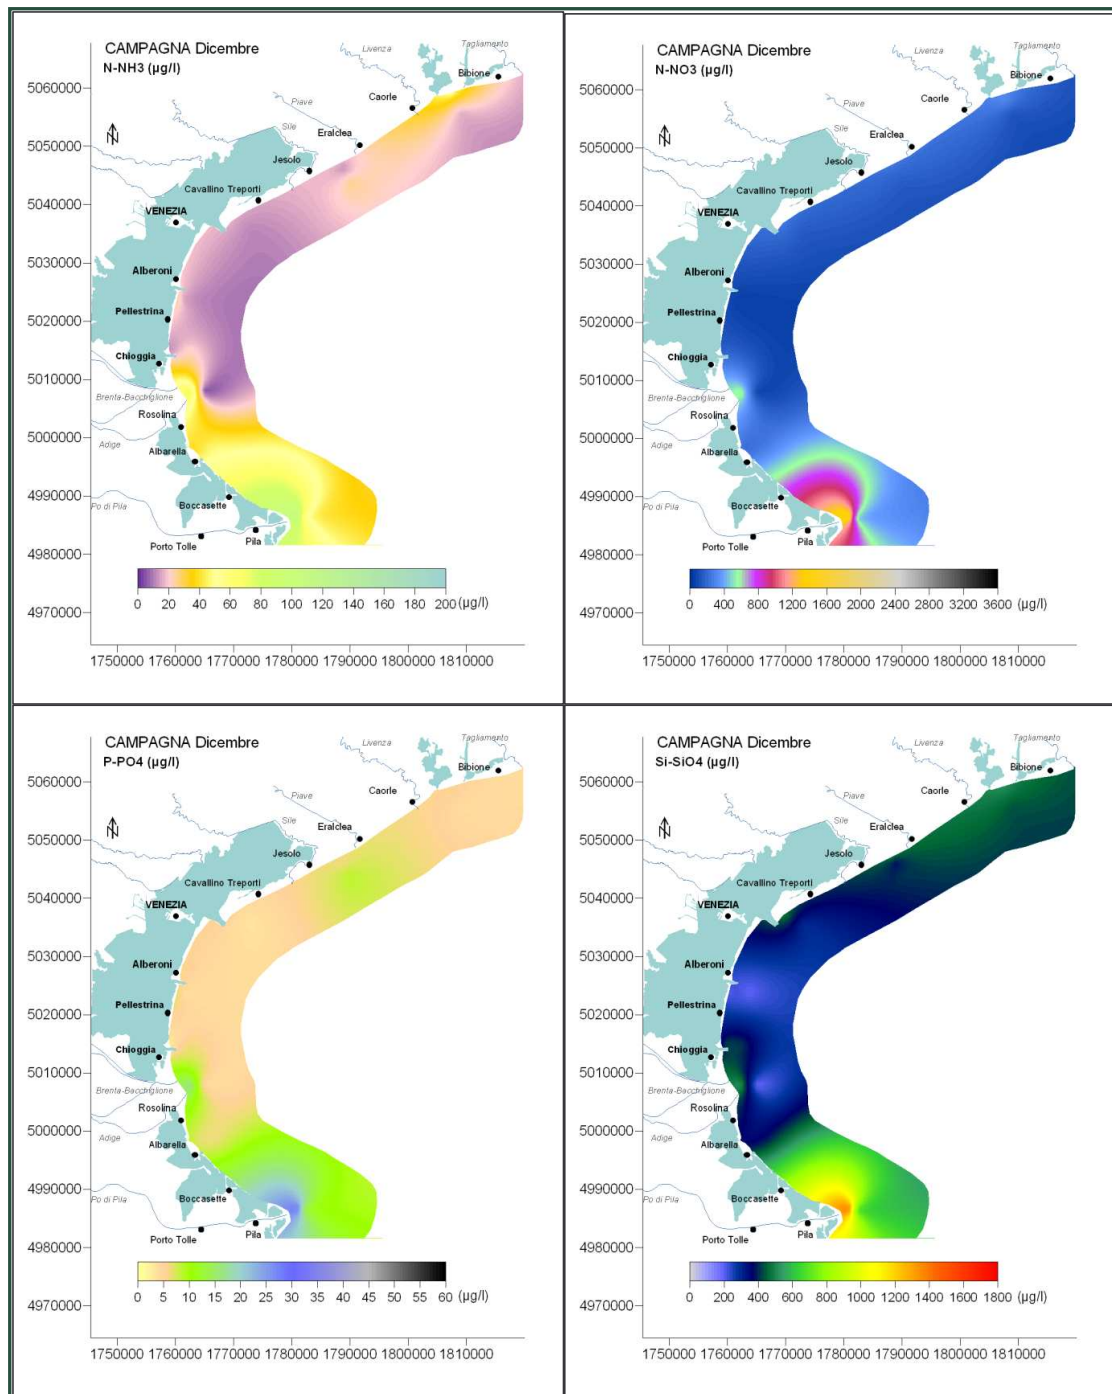 CAMPAGNA Dicembre
N-NH3 (µg/l)
Tagliamento
Livenza
Bibione
Caorle
Piave
Eralclea
Sile
Jesolo
Cavallino Treporti
VENEZIA
Alberoni
Pellestrina
Chioggia
Brenta-Bacchiglione
Rosolina
Adige
Albarella
Boccasette
Po di Pila
Porto Tolle
Pila
N
5060000
5050000
5040000
5030000
5020000
5010000
5000000
4990000
4980000
4970000
0 20 40 60 80 100 120 140 160 180 200 (µg/l)
1750000 1760000 1770000 1780000 1790000 1800000 1810000
CAMPAGNA Dicembre
N-NO3 (µg/l)
Tagliamento
Livenza
Bibione
Caorle
Piave
Eralclea
Sile
Jesolo
Cavallino Treporti
VENEZIA
Alberoni
Pellestrina
Chioggia
Brenta-Bacchiglione
Rosolina
Adige
Albarella
Boccasette
Po di Pila
Porto Tolle
Pila
N
5060000
5050000
5040000
5030000
5020000
5010000
5000000
4990000
4980000
4970000
0 400 800 1200 1600 2000 2400 2800 3200 3600 (µg/l)
1750000 1760000 1770000 1780000 1790000 1800000 1810000
CAMPAGNA Dicembre
P-PO4 (µg/l)
Tagliamento
Livenza
Bibione
Caorle
Piave
Eralclea
Sile
Jesolo
Cavallino Treporti
VENEZIA
Alberoni
Pellestrina
Chioggia
Brenta-Bacchiglione
Rosolina
Adige
Albarella
Boccasette
Po di Pila
Porto Tolle
Pila
N
5060000
5050000
5040000
5030000
5020000
5010000
5000000
4990000
4980000
4970000
0 5 10 15 20 25 30 35 40 45 50 55 60 (µg/l)
1750000 1760000 1770000 1780000 1790000 1800000 1810000
CAMPAGNA Dicembre
Si-SiO4 (µg/l)
Tagliamento
Livenza
Bibione
Caorle
Piave
Eralclea
Sile
Jesolo
Cavallino Treporti
VENEZIA
Alberoni
Pellestrina
Chioggia
Brenta-Bacchiglione
Rosolina
Adige
Albarella
Boccasette
Po di Pila
Porto Tolle
Pila
N
5060000
5050000
5040000
5030000
5020000
5010000
5000000
4990000
4980000
4970000
0 200 400 600 800 1000 1200 1400 1600 1800 (µg/l)
1750000 1760000 1770000 1780000 1790000 1800000 1810000